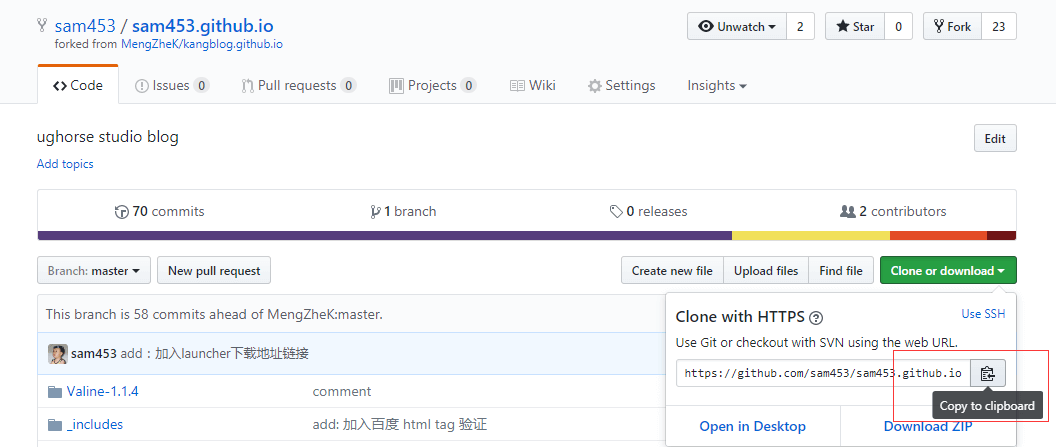 sam453 / sam453.github.io
forked from MengZheK/kangblog.github.io
Unwatch 2 Star 0 Fork 23
Code Issues 0 Pull requests 0 Projects 0 Wiki Settings Insights
ughorse studio blog
Edit
Add topics
70 commits 1 branch 0 releases 2 contributors
Branch: master New pull request Create new file Upload files Find file Clone or download
This branch is 58 commits ahead of MengZheK:master.
sam453 add：加入launcher下载地址链接
Valine-1.1.4 comment
_includes add: 加入百度 html tag 验证
Clone with HTTPS ? Use SSH
Use Git or checkout with SVN using the web URL.
https://github.com/sam453/sam453.github.io
Copy to clipboard
Open in Desktop Download ZIP